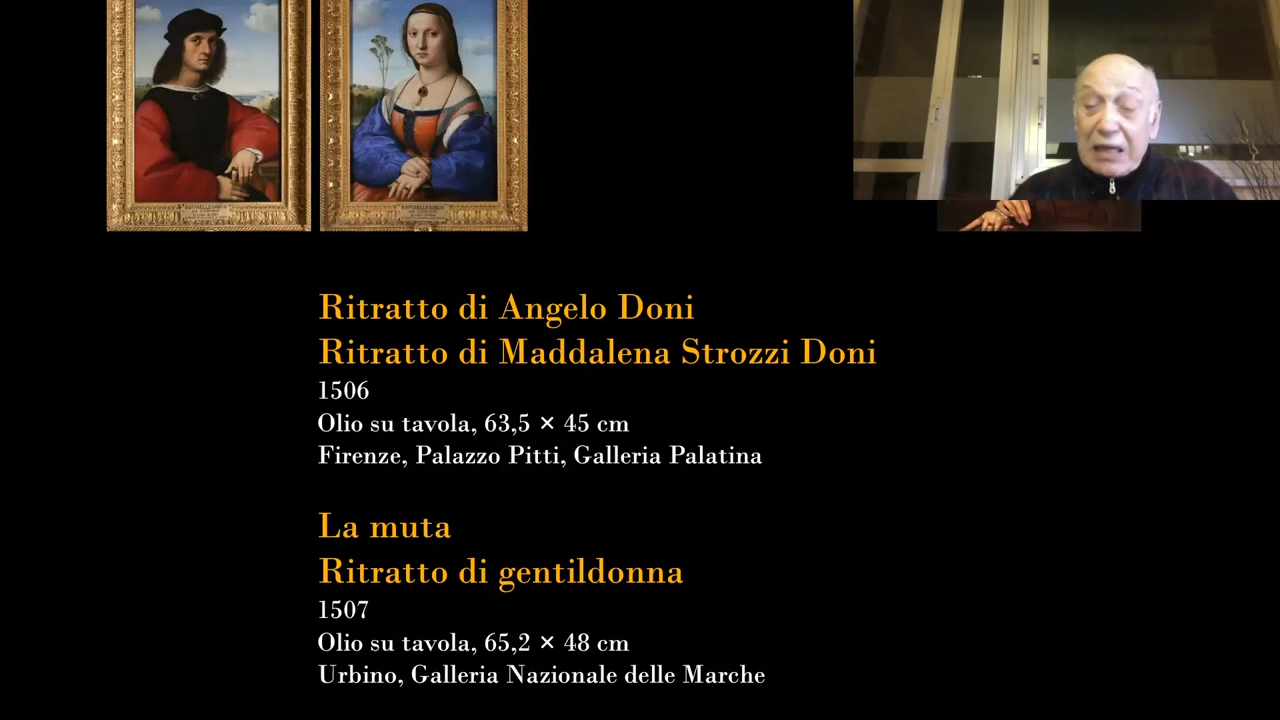 Ritratto di Angelo Doni
Ritratto di Maddalena Strozzi Doni
1506
Olio su tavola, 63,5 × 45 cm
Firenze, Palazzo Pitti, Galleria Palatina
La muta
Ritratto di gentildonna
1507
Olio su tavola, 65,2 × 48 cm
Urbino, Galleria Nazionale delle Marche